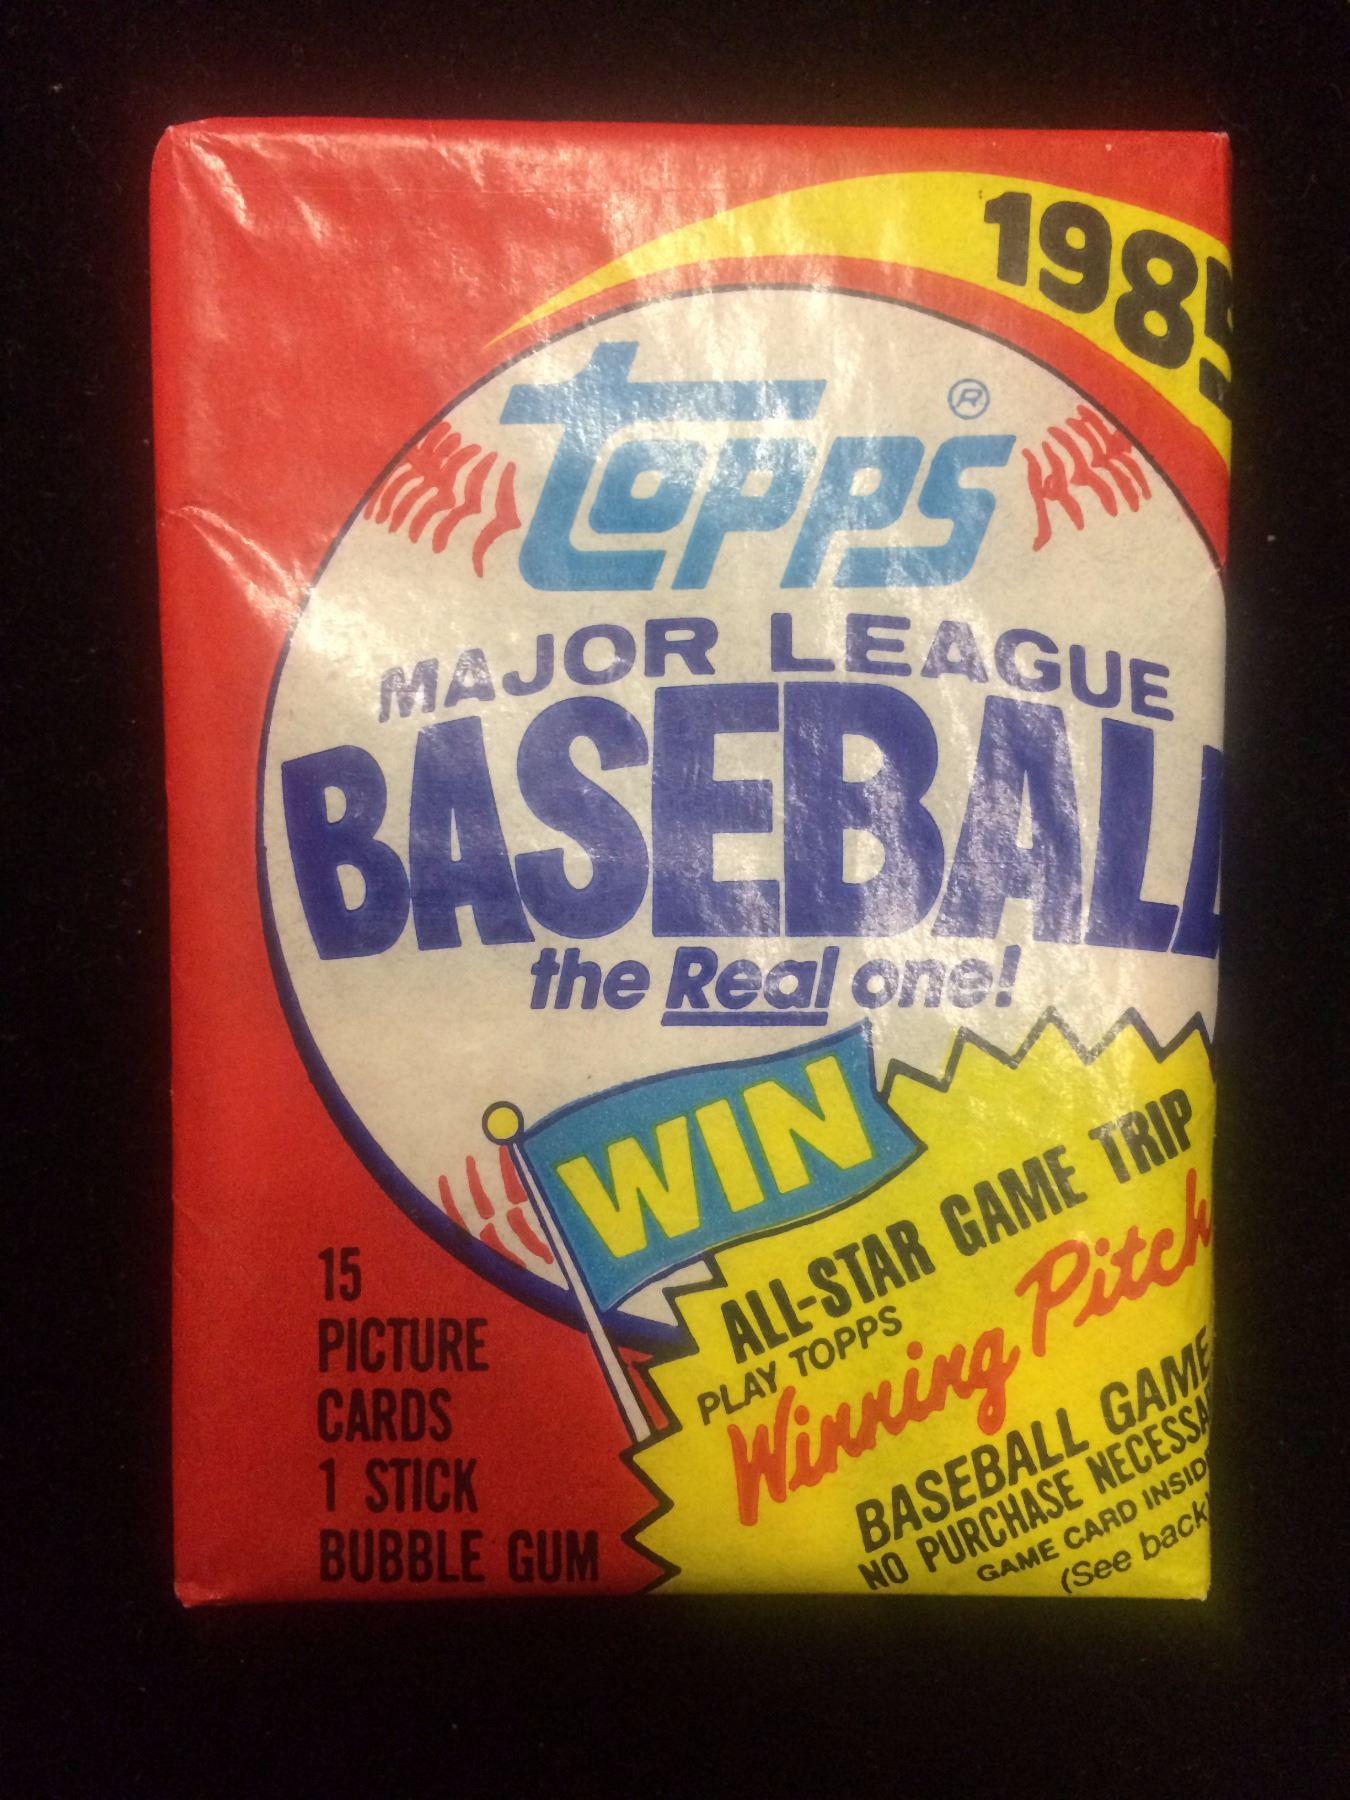 1985
Topps ®
MAJOR LEAGUE
BASEBALL
the Real one!
WIN
ALL-STAR GAME TRIP
PLAY TOPPS
Winning Pitch
BASEBALL GAME
NO PURCHASE NECESSA
GAME CARD INSIDE
(See back)
15
PICTURE
CARDS
1 STICK
BUBBLE GUM